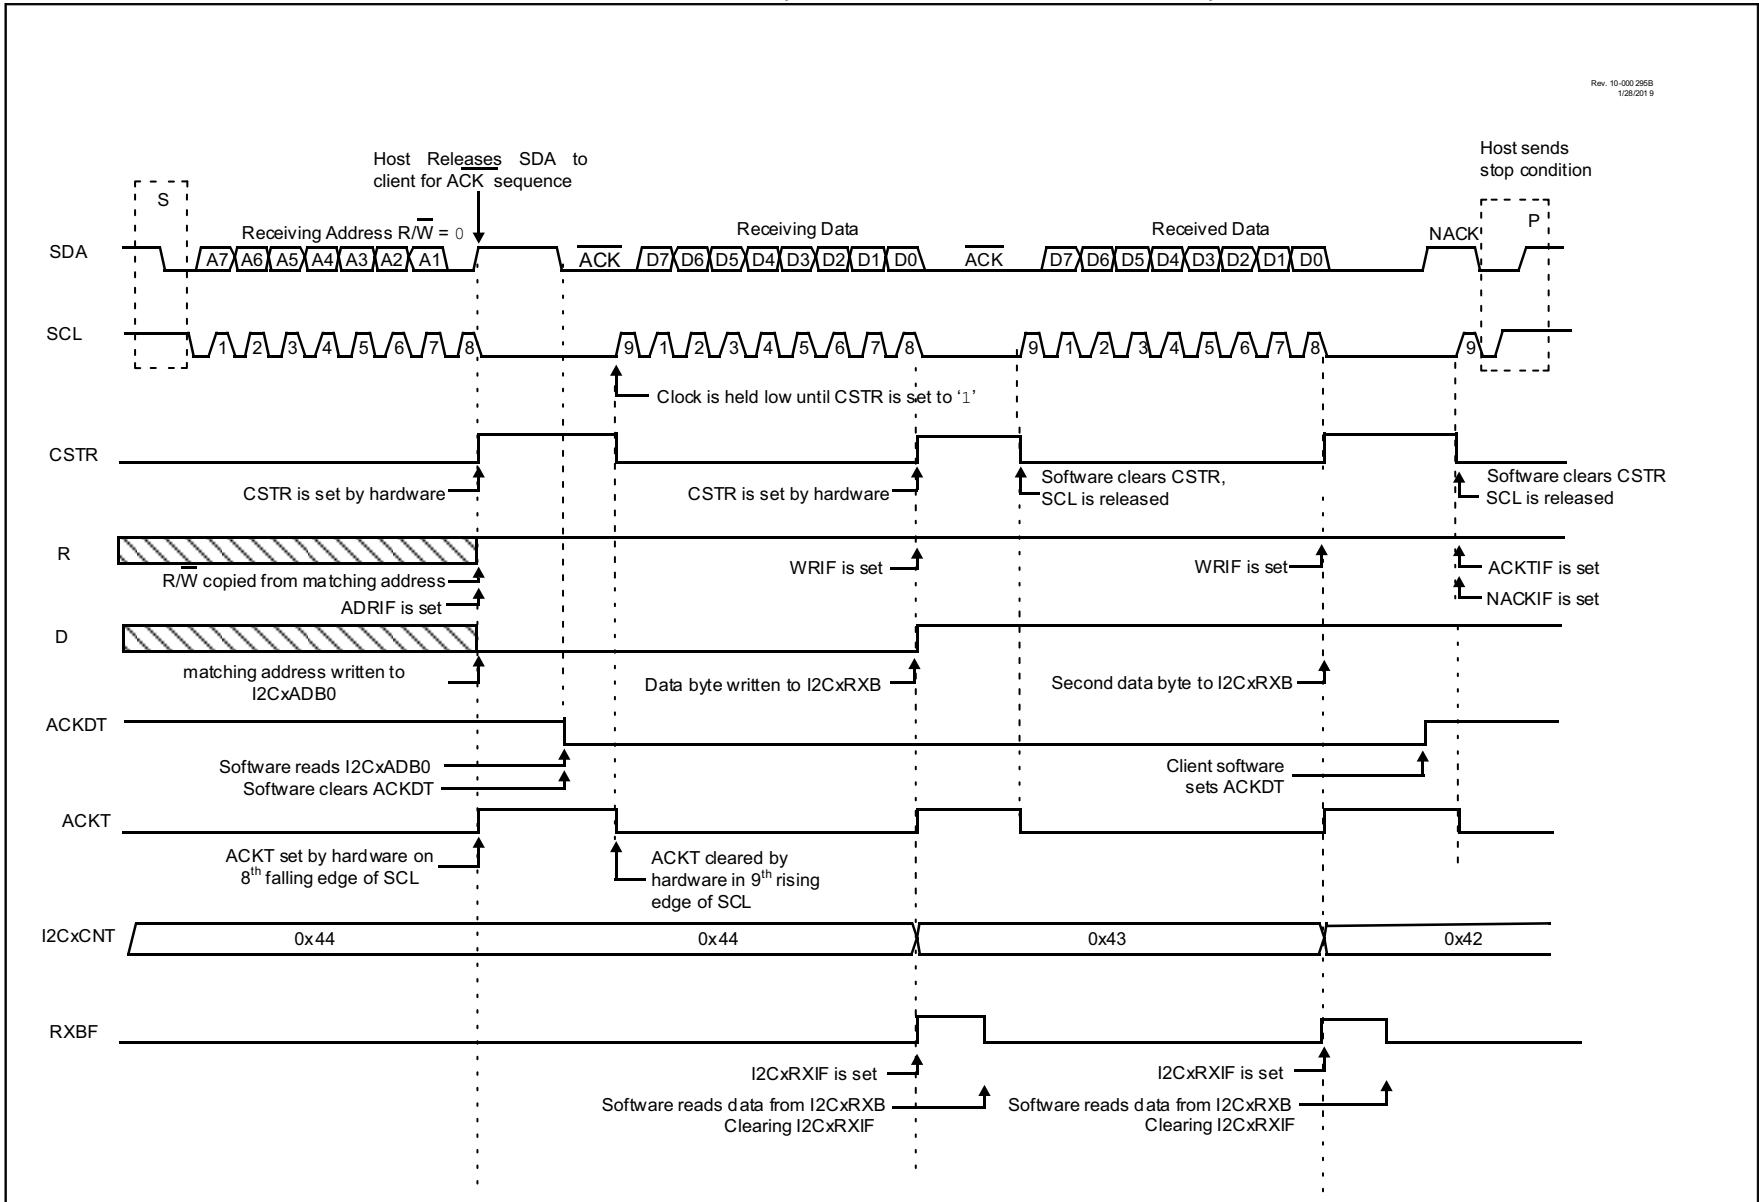 Rev. 10-000 295B
1/28/201 9
Host Releases SDA to
client for ACK sequence
Host sends
stop condition
S
P
Receiving Address R/W = 0
Receiving Data
Received Data
NACK
SDA
A7 A6 A5 A4 A3 A2 A1
ACK
D7 D6 D5 D4 D3 D2 D1 D0
ACK
D7 D6 D5 D4 D3 D2 D1 D0
SCL
1 2 3 4 5 6 7 8 9 1 2 3 4 5 6 7 8 9 1 2 3 4 5 6 7 8 9
Clock is held low until CSTR is set to ‘1’
CSTR
CSTR is set by hardware
CSTR is set by hardware
Software clears CSTR,
SCL is released
Software clears CSTR
SCL is released
R
R/W copied from matching address
ADRIF is set
WRIF is set
WRIF is set
ACKTIF is set
NACKIF is set
D
matching address written to
I2CxADB0
Data byte written to I2CxRXB
Second data byte to I2CxRXB
ACKDT
Software reads I2CxADB0
Software clears ACKDT
Client software
sets ACKDT
ACKT
ACKT set by hardware on
8th falling edge of SCL
ACKT cleared by
hardware in 9th rising
edge of SCL
I2CxCNT
0x44
0x44
0x43
0x42
RXBF
I2CxRXIF is set
Software reads data from I2CxRXB
Clearing I2CxRXIF
I2CxRXIF is set
Software reads data from I2CxRXB
Clearing I2CxRXIF